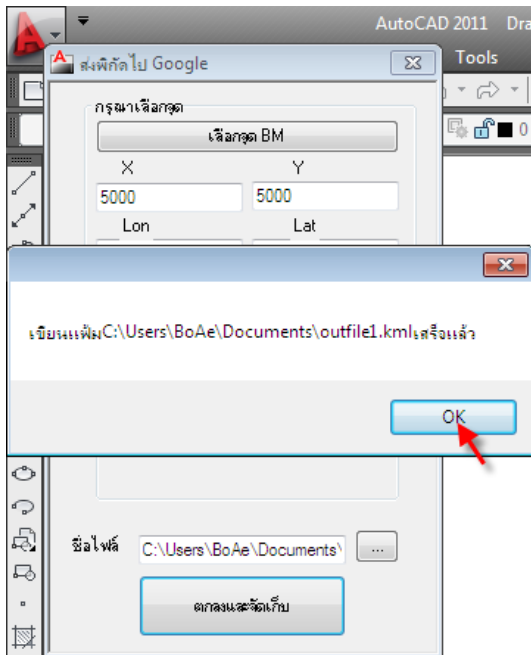 AutoCAD 2011 Dra
ส่งพิกัดไป Google
Tools
กรุณาเลือกจุด
เลือกจุด BM
0
X Y
5000 5000
Lon Lat
เขียนแฟ้มC:\Users\BoAe\Documents\outfile1.kmlเสร็จแล้ว
OK
ชื่อไฟล์ C:\Users\BoAe\Documents\ ...
ตกลงและจัดเก็บ